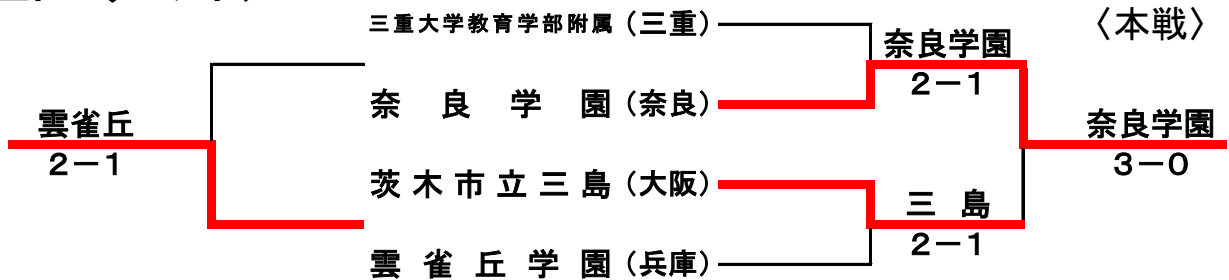 三重大学教育学部附属(三重)
〈本戦〉
奈良学園
2-1
奈良学園(奈良)
雲雀丘
2-1
奈良学園
3-0
茨木市立三島(大阪)
三島
2-1
雲雀丘学園(兵庫)